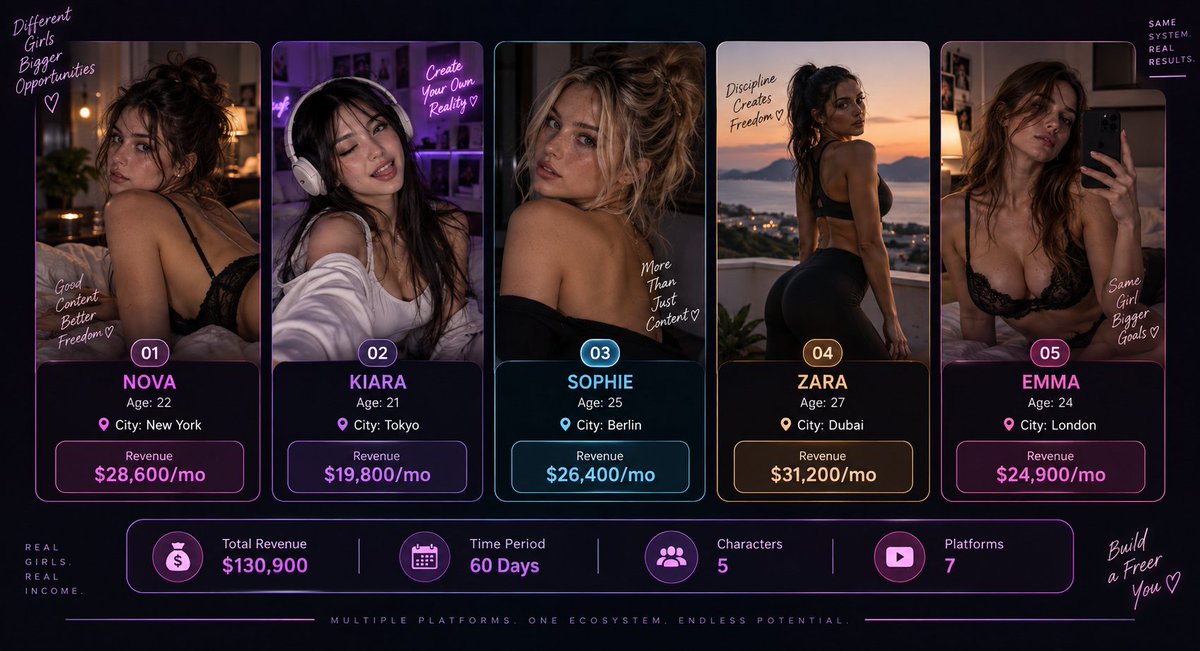 Different
Girls
Bigger
Opportunities ♡
SAME
SYSTEM.
REAL
RESULTS.
Create
Your Own
Reality ♡
Discipline
Creates
Freedom ♡
Good
Content
Better
Freedom ♡
More
Than
Just
Content ♡
Same
Girl
Bigger
Goals ♡
01
NOVA
Age: 22
City: New York
Revenue
$28,600/mo
02
KIARA
Age: 21
City: Tokyo
Revenue
$19,800/mo
03
SOPHIE
Age: 25
City: Berlin
Revenue
$26,400/mo
04
ZARA
Age: 27
City: Dubai
Revenue
$31,200/mo
05
EMMA
Age: 24
City: London
Revenue
$24,900/mo
REAL
GIRLS.
REAL
INCOME.
Total Revenue
$130,900
Time Period
60 Days
Characters
5
Platforms
7
Build
a Freer
You ♡
MULTIPLE PLATFORMS. ONE ECOSYSTEM. ENDLESS POTENTIAL.